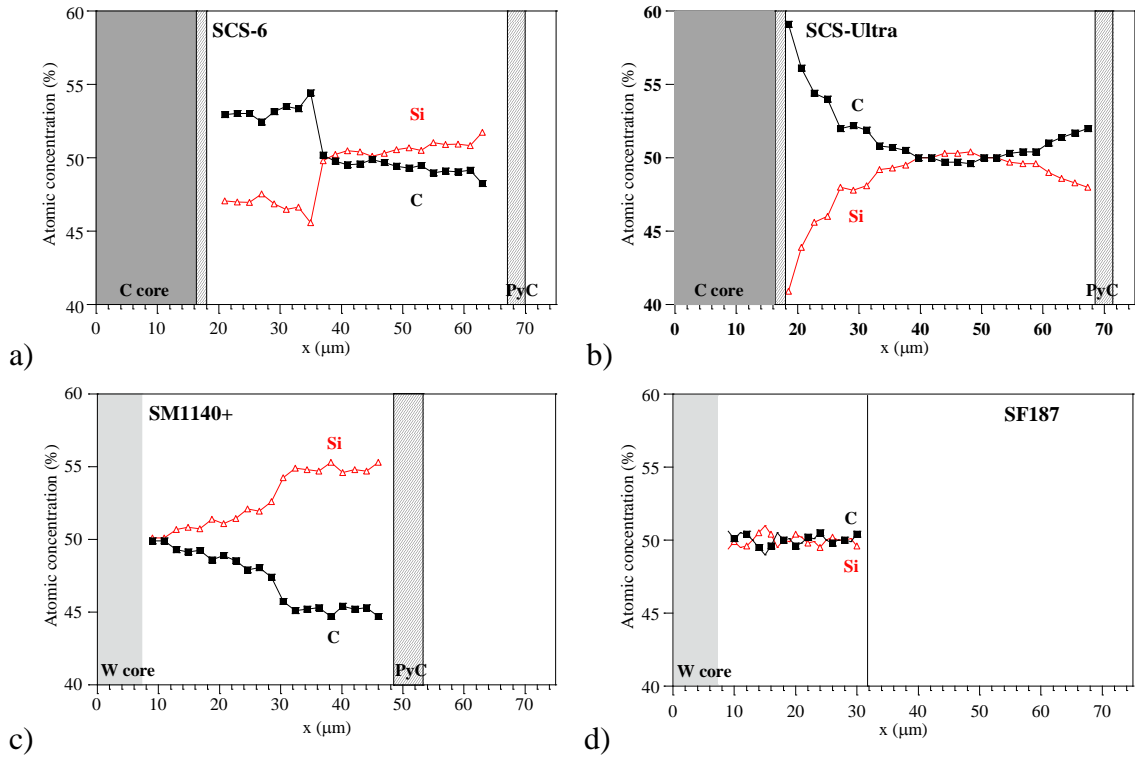 SCS-6
Atomic concentration (%)
60
55
50
45
40
Si
C
C core
PyC
0 10 20 30 40 50 60 70
x (μm)
a)
SCS-Ultra
Atomic concentration (%)
60
55
50
45
40
C
Si
C core
PyC
0 10 20 30 40 50 60 70
x (μm)
b)
SM1140+
Atomic concentration (%)
60
55
50
45
40
Si
C
W core
PyC
0 10 20 30 40 50 60 70
x (μm)
c)
SF187
Atomic concentration (%)
60
55
50
45
40
C
Si
W core
0 10 20 30 40 50 60 70
x (μm)
d)